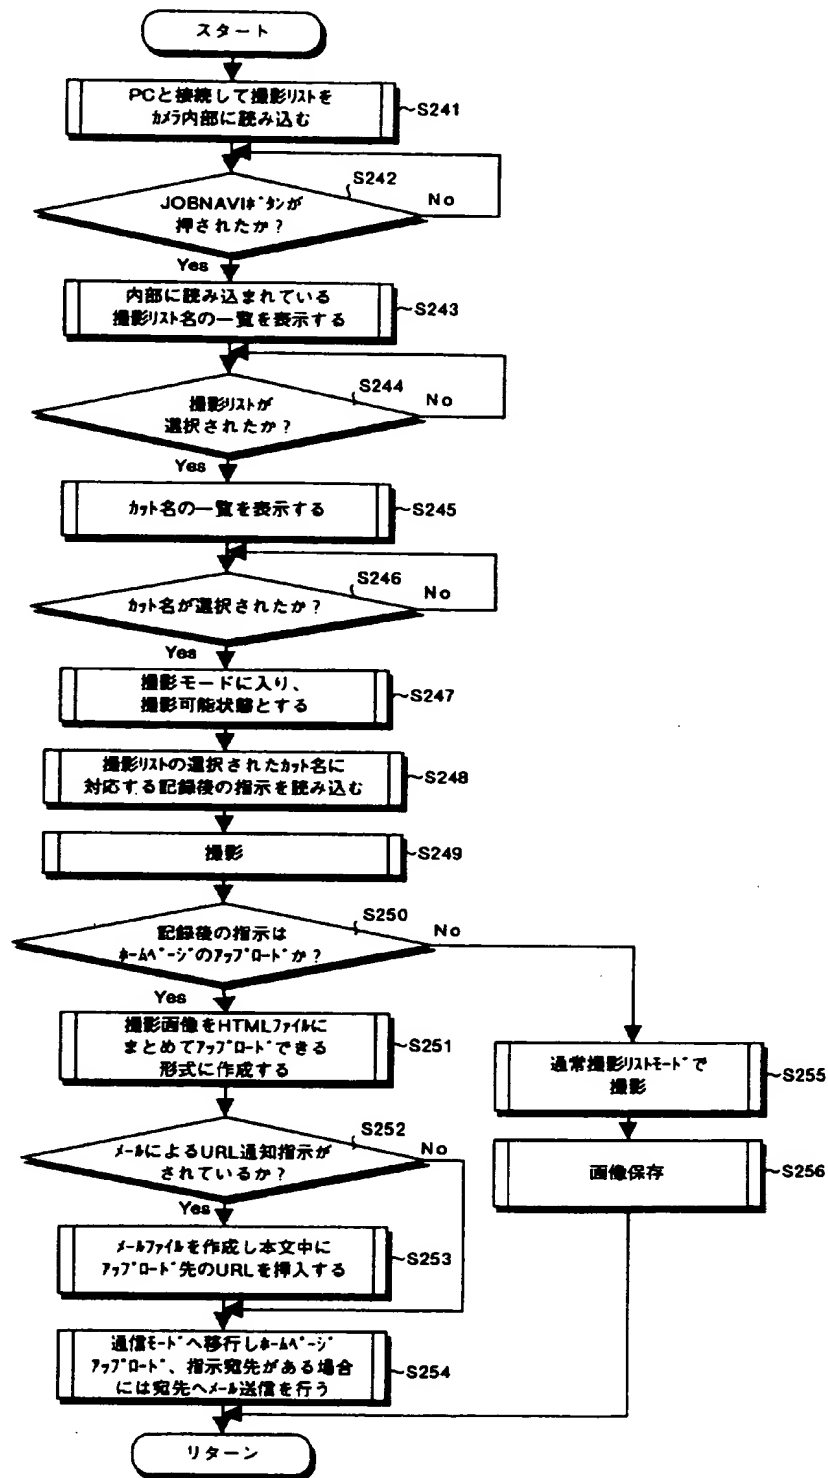 スタート
PCと接続して撮影リストを
カメラ内部に読み込む
S241
S242
JOBNAVIボタンが
押されたか？
No
Yes
内部に読み込まれている
撮影リスト名の一覧を表示する
S243
S244
撮影リストが
選択されたか？
No
Yes
カット名の一覧を表示する
S245
S246
カット名が選択されたか？
No
Yes
撮影モードに入り、
撮影可能状態とする
S247
撮影リストの選択されたカット名に
対応する記録後の指示を読み込む
S248
撮影
S249
S250
記録後の指示は
ホームページのアップロードか？
No
Yes
撮影画像をHTMLファイルに
まとめてアップロードできる
形式に作成する
S251
通常撮影リストモードで
撮影
S255
S252
メールによるURL通知指示が
されているか？
No
Yes
画像保存
S256
メールファイルを作成し本文中に
アップロード先のURLを挿入する
S253
通信モードへ移行しホームページ
アップロード、指示宛先がある場合
には宛先へメール送信を行う
S254
リターン